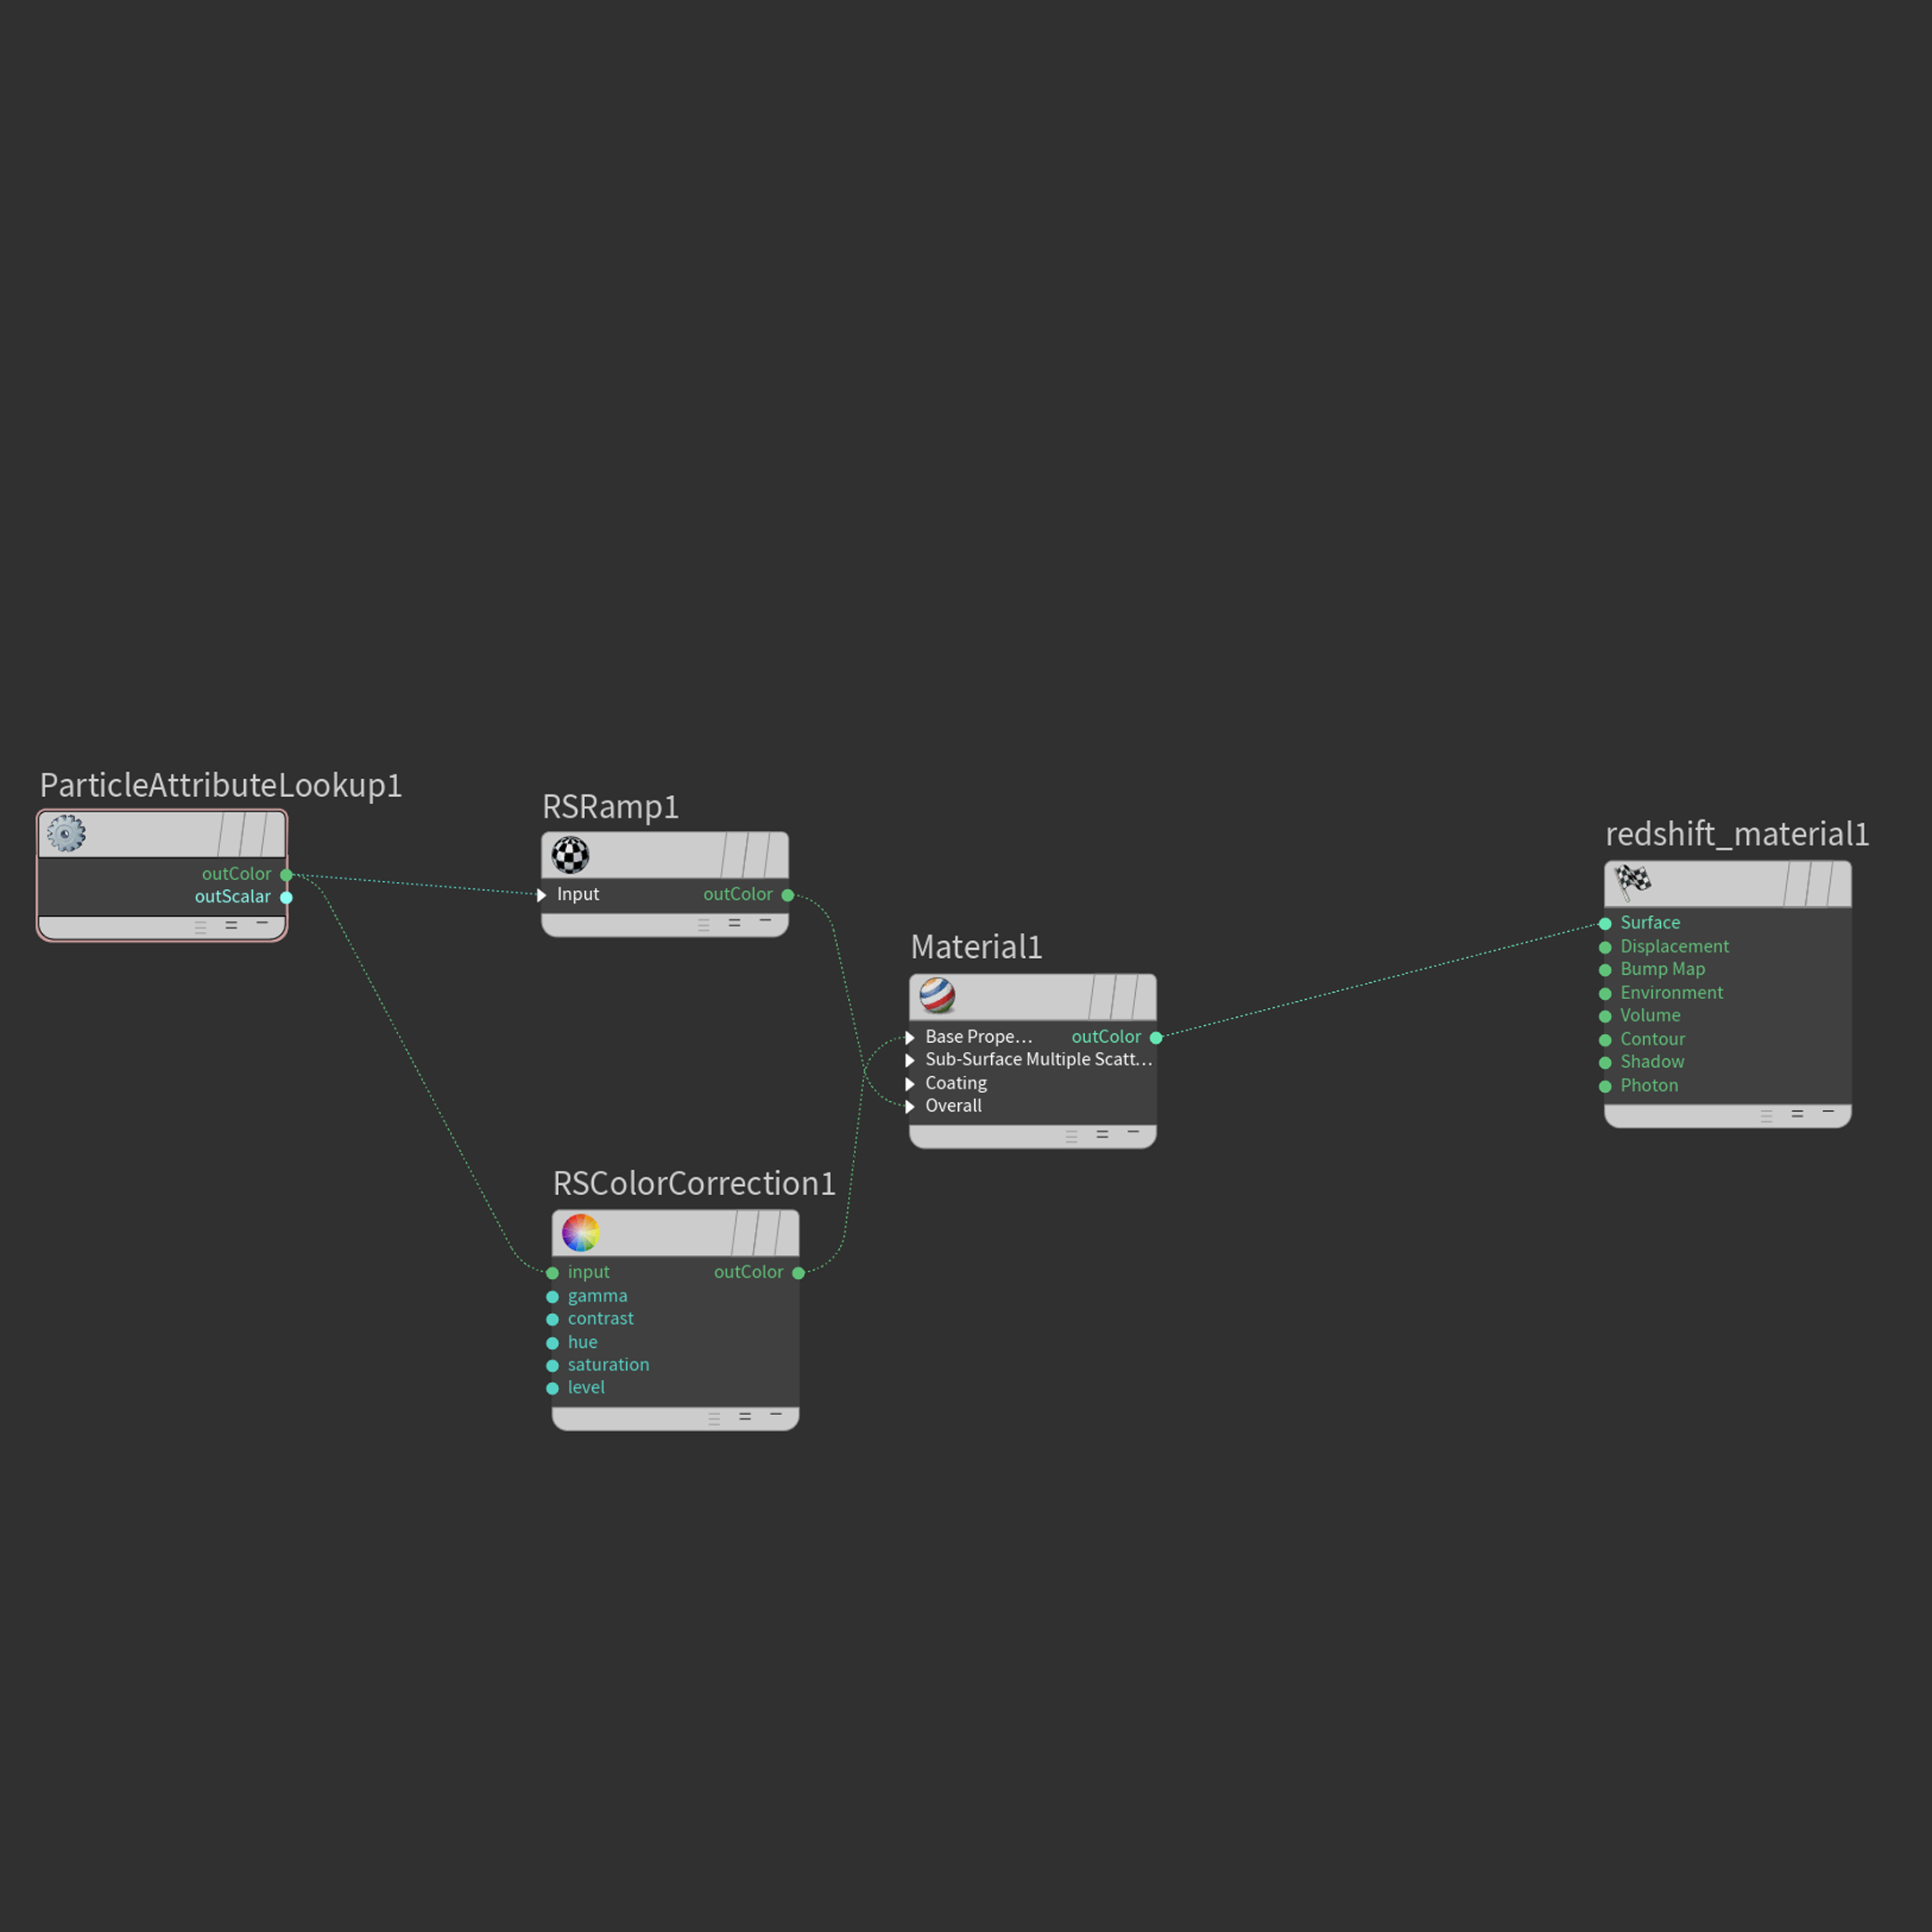 ParticleAttributeLookup1
outColor
outScalar
RSRamp1
Input outColor
Material1
Base Prope... outColor
Sub-Surface Multiple Scatt...
Coating
Overall
redshift_material1
Surface
Displacement
Bump Map
Environment
Volume
Contour
Shadow
Photon
RSColorCorrection1
input outColor
gamma
contrast
hue
saturation
level